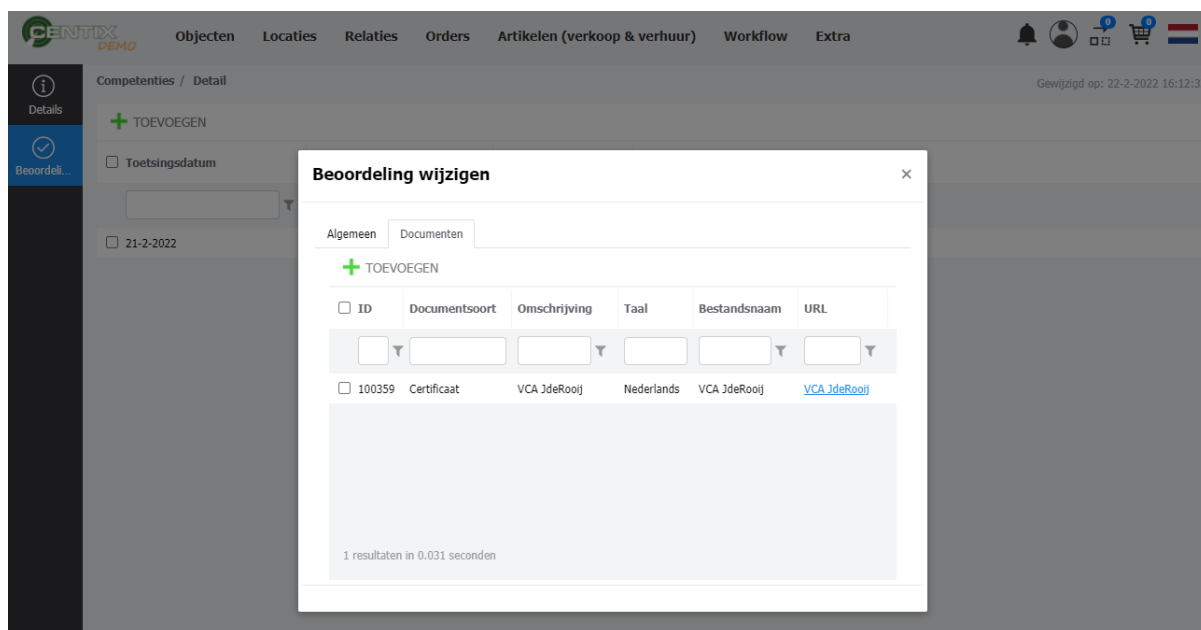 CENTIX
DEMO
Objecten Locaties Relaties Orders Artikelen (verkoop & verhuur) Workflow Extra
0 0
Details
Beoordeli...
Competenties / Detail
Gewijzigd op: 22-2-2022 16:12:3
TOEVOEGEN
Toetsingsdatum
21-2-2022
Beoordeling wijzigen
×
Algemeen Documenten
TOEVOEGEN
ID Documentsoort Omschrijving Taal Bestandsnaam URL
100359 Certificaat VCA JdeRooij Nederlands VCA JdeRooij VCA JdeRooij
1 resultaten in 0.031 seconden